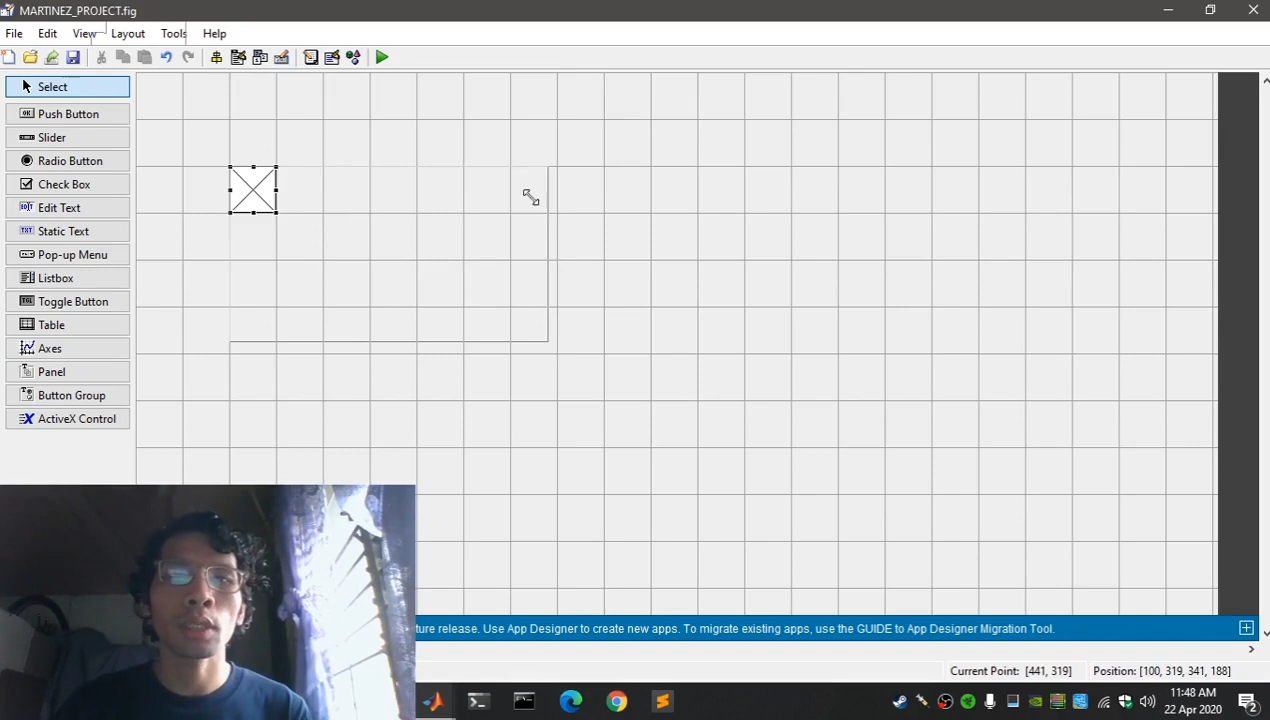 MARTINEZ_PROJECT.fig
File Edit View Layout Tools Help
Select
Push Button
Slider
Radio Button
Check Box
Edit Text
Static Text
Pop-up Menu
Listbox
Toggle Button
Table
Axes
Panel
Button Group
ActiveX Control
ture release. Use App Designer to create new apps. To migrate existing apps, use the GUIDE to App Designer Migration Tool.
Current Point: [441, 319] Position: [100, 319, 341, 188]
11:48 AM
22 Apr 2020
2